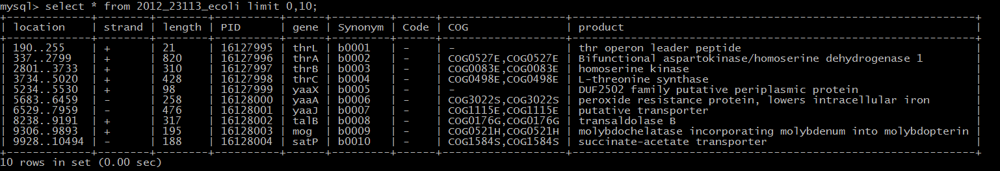 mysql> select * from 2012_23113_ecoli limit 0,10;
+-------------+--------+--------+----------+------+---------+------+-----------------+---------------------------------------------------------------+
| location | strand | length | PID | gene | Synonym | Code | COG | product |
+-------------+--------+--------+----------+------+---------+------+-----------------+---------------------------------------------------------------+
| 190..255 | + | 21 | 16127995 | thrL | b0001 | - | - | thr operon leader peptide |
| 337..2799 | + | 820 | 16127996 | thrA | b0002 | - | COG0527E,COG0527E | Bifunctional aspartokinase/homoserine dehydrogenase 1 |
| 2801..3733 | + | 310 | 16127997 | thrB | b0003 | - | COG0083E,COG0083E | homoserine kinase |
| 3734..5020 | + | 428 | 16127998 | thrC | b0004 | - | COG0498E,COG0498E | L-threonine synthase |
| 5234..5530 | + | 98 | 16127999 | yaaX | b0005 | - | - | DUF2502 family putative periplasmic protein |
| 5683..6459 | - | 258 | 16128000 | yaaA | b0006 | - | COG3022S,COG3022S | peroxide resistance protein, lowers intracellular iron |
| 6529..7959 | - | 476 | 16128001 | yaaJ | b0007 | - | COG1115E,COG1115E | putative transporter |
| 8238..9191 | + | 317 | 16128002 | talB | b0008 | - | COG0176G,COG0176G | transaldolase B |
| 9306..9893 | + | 195 | 16128003 | mog | b0009 | - | COG0521H,COG0521H | molybdochelatase incorporating molybdenum into molybdopterin |
| 9928..10494 | - | 188 | 16128004 | satP | b0010 | - | COG1584S,COG1584S | succinate-acetate transporter |
+-------------+--------+--------+----------+------+---------+------+-----------------+---------------------------------------------------------------+
10 rows in set (0.00 sec)